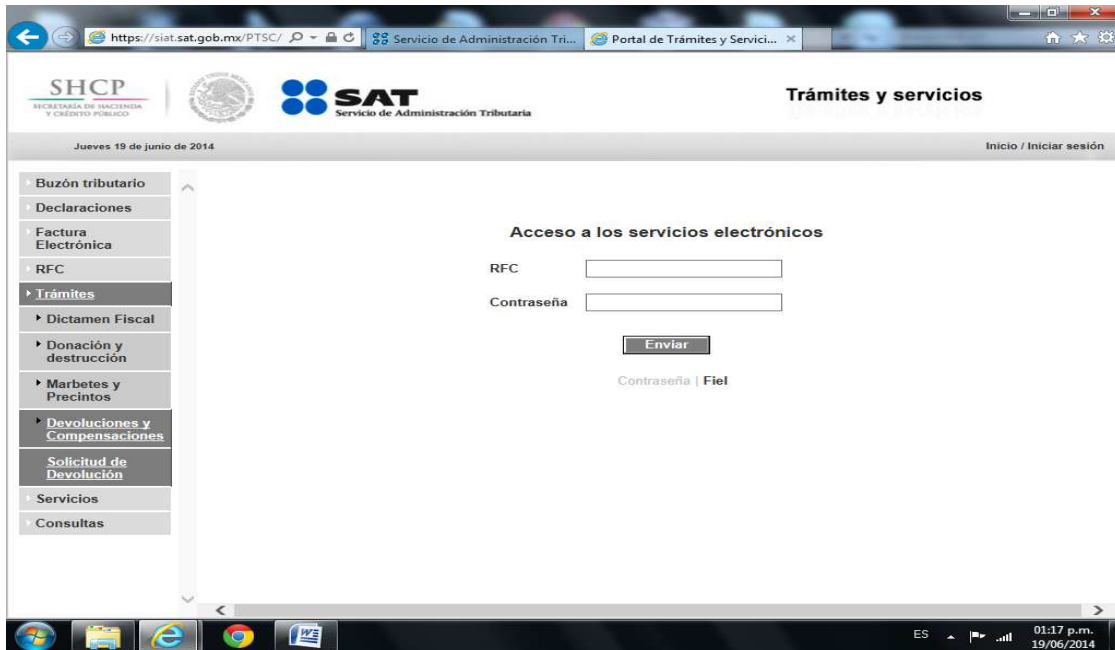 https://siat.sat.gob.mx/PTSC/
Servicio de Administración Tri...
Portal de Trámites y Servici...
SHCP
SECRETARÍA DE HACIENDA
Y CRÉDITO PÚBLICO
SAT
Servicio de Administración Tributaria
Trámites y servicios
Jueves 19 de junio de 2014
Inicio / Iniciar sesión
Buzón tributario
Declaraciones
Factura
Electrónica
RFC
Trámites
Dictamen Fiscal
Donación y
destrucción
Marbetes y
Precintos
Devoluciones y
Compensaciones
Solicitud de
Devolución
Servicios
Consultas
Acceso a los servicios electrónicos
RFC
Contraseña
Enviar
Contraseña | Fiel
ES
01:17 p.m.
19/06/2014